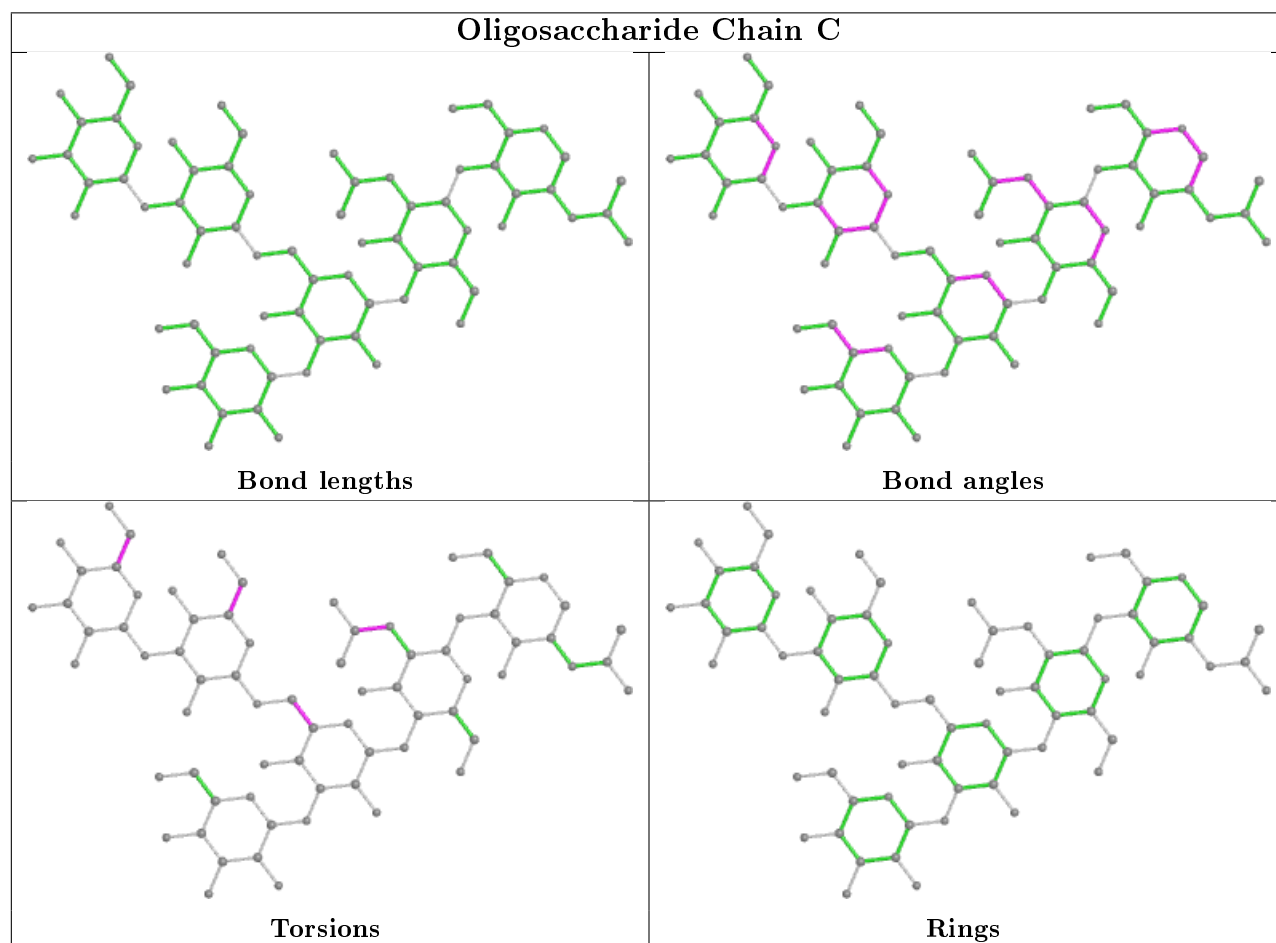 Oligosaccharide Chain C
Bond lengths
Bond angles
Torsions
Rings